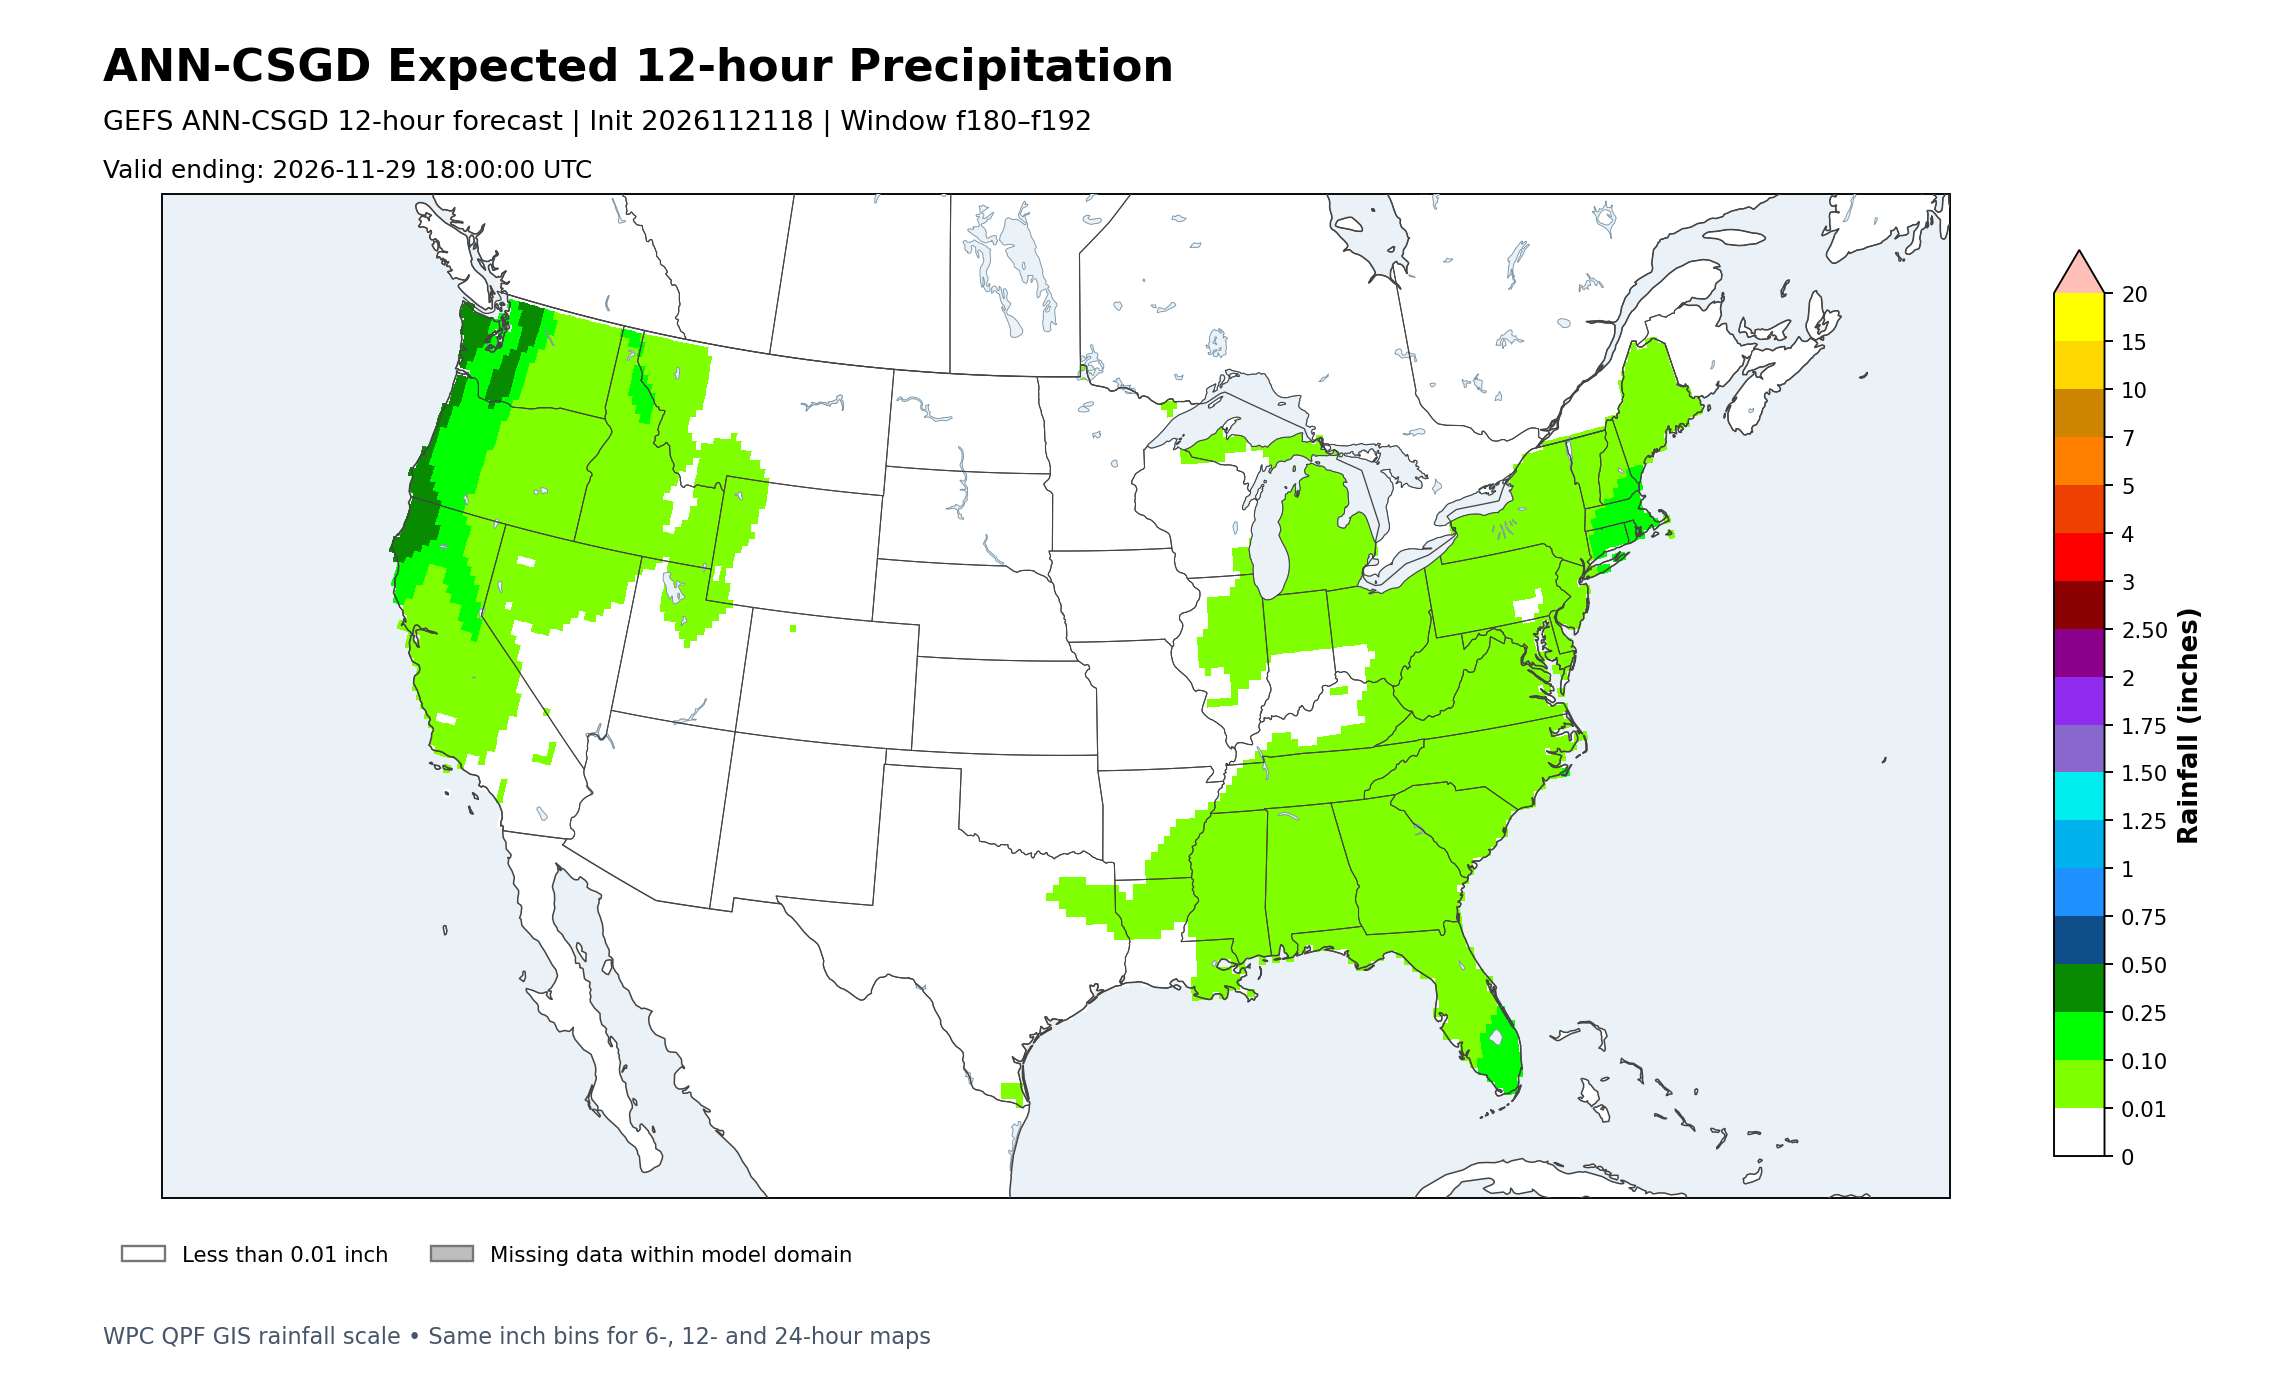 ANN-CSGD Expected 12-hour Precipitation
GEFS ANN-CSGD 12-hour forecast | Init 2026112118 | Window f180–f192
Valid ending: 2026-11-29 18:00:00 UTC
20
15
10
7
5
4
3
2.50
2
1.75
1.50
1.25
1
0.75
0.50
0.25
0.10
0.01
0
Rainfall (inches)
Less than 0.01 inch
Missing data within model domain
WPC QPF GIS rainfall scale • Same inch bins for 6-, 12- and 24-hour maps